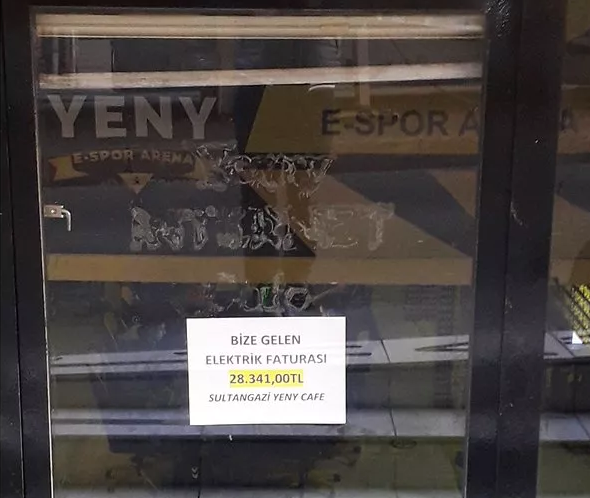 YENY
E-SPOR ARENA
E-SPOR A
BİZE GELEN
ELEKTRİK FATURASI
28.341,00TL
SULTANGAZİ YENY CAFE